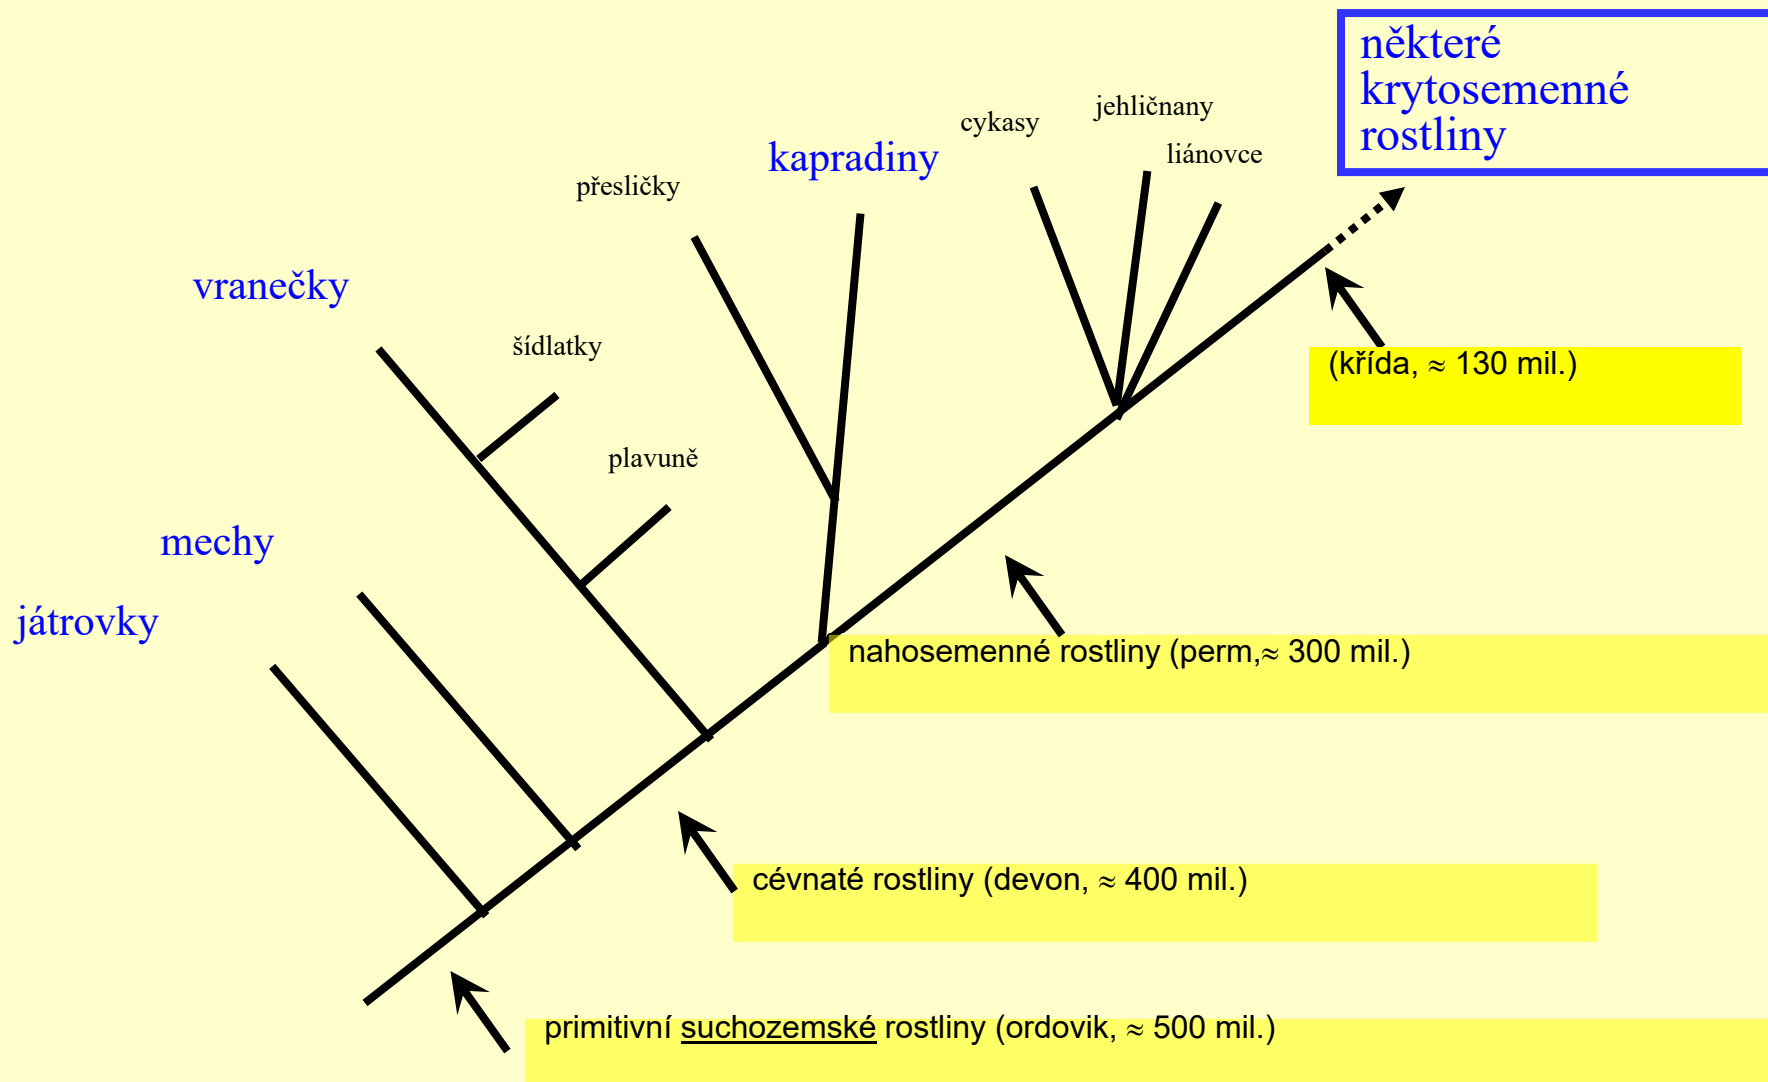 některé
krytosemenné
rostliny
jehličnany
cykasy
liánovce
kapradiny
přesličky
vranečky
šídlatky
(křída, ≈ 130 mil.)
plavuně
mechy
játrovky
nahosemenné rostliny (perm,≈ 300 mil.)
cévnaté rostliny (devon, ≈ 400 mil.)
primitivní suchozemské rostliny (ordovik, ≈ 500 mil.)